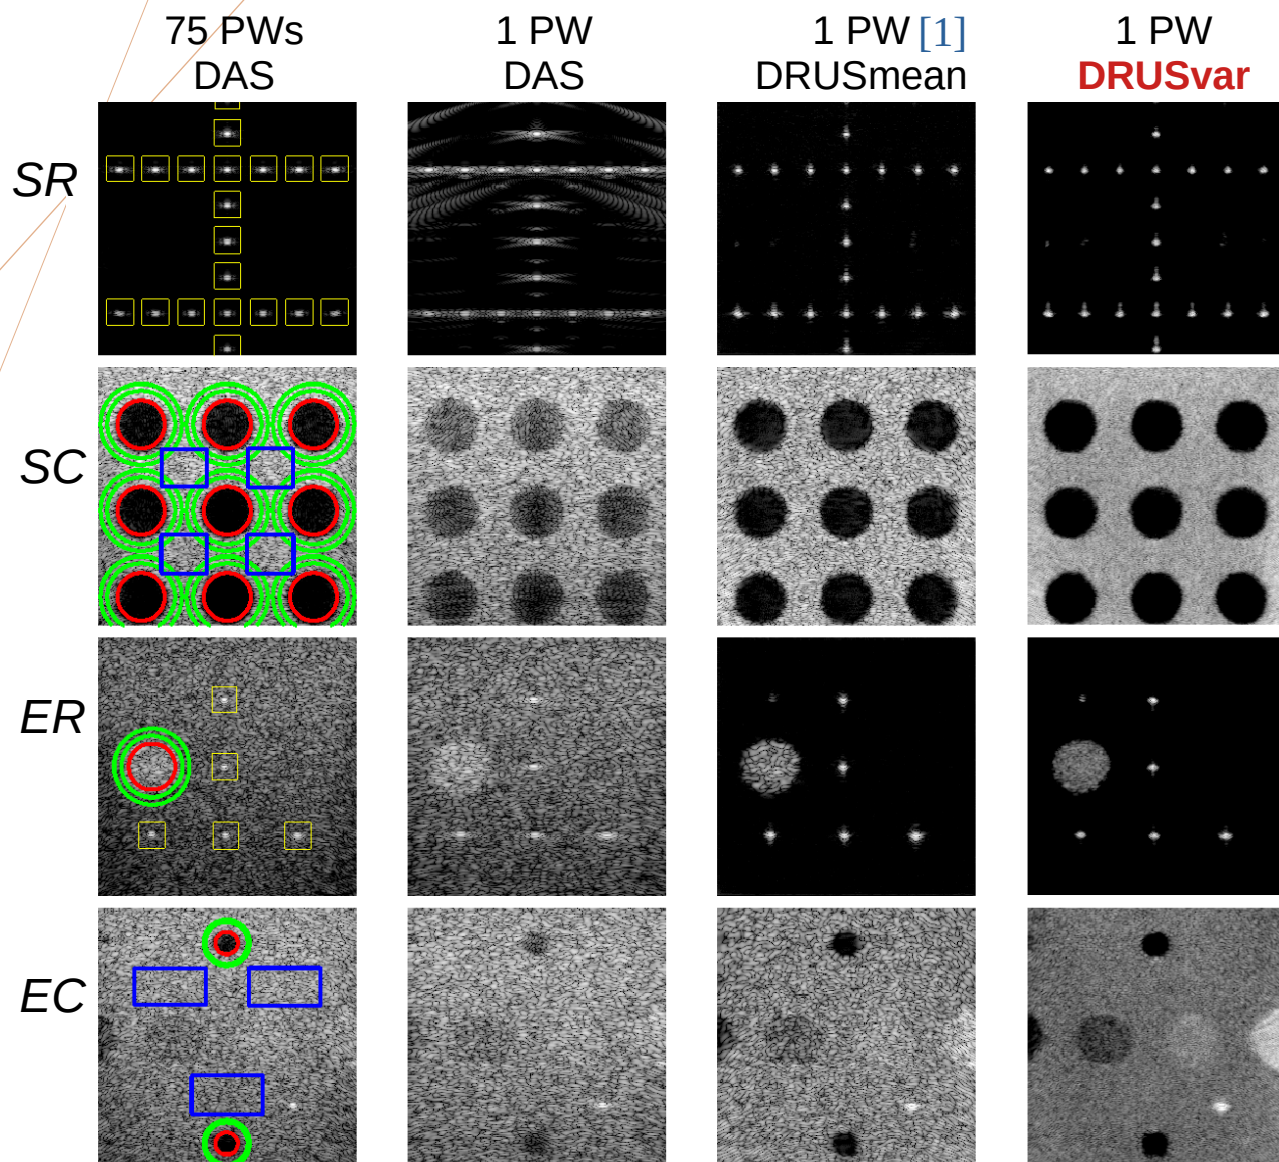 75 PWs
DAS
1 PW
DAS
1 PW [1]
DRUSmean
1 PW
DRUSvar
SR
SC
ER
EC